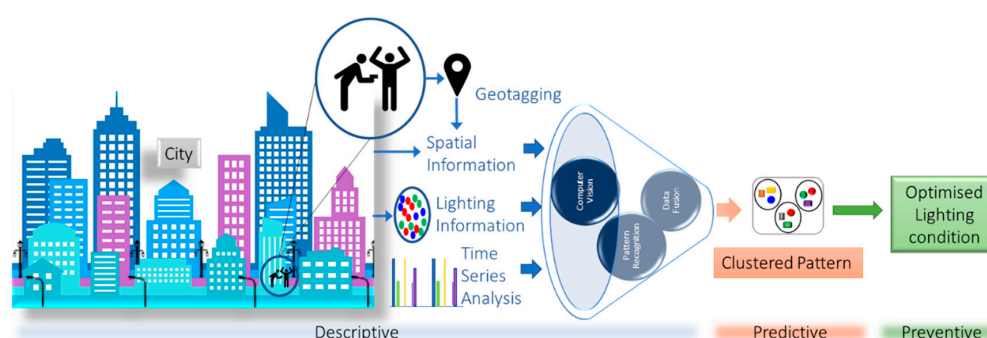 City
Geotagging
Spatial
Information
Lighting
Information
Time
Series
Analysis
Computer
Vision
Pattern
Recognition
Data
Fusion
Clustered Pattern
Optimised
Lighting
condition
Descriptive
Predictive
Preventive